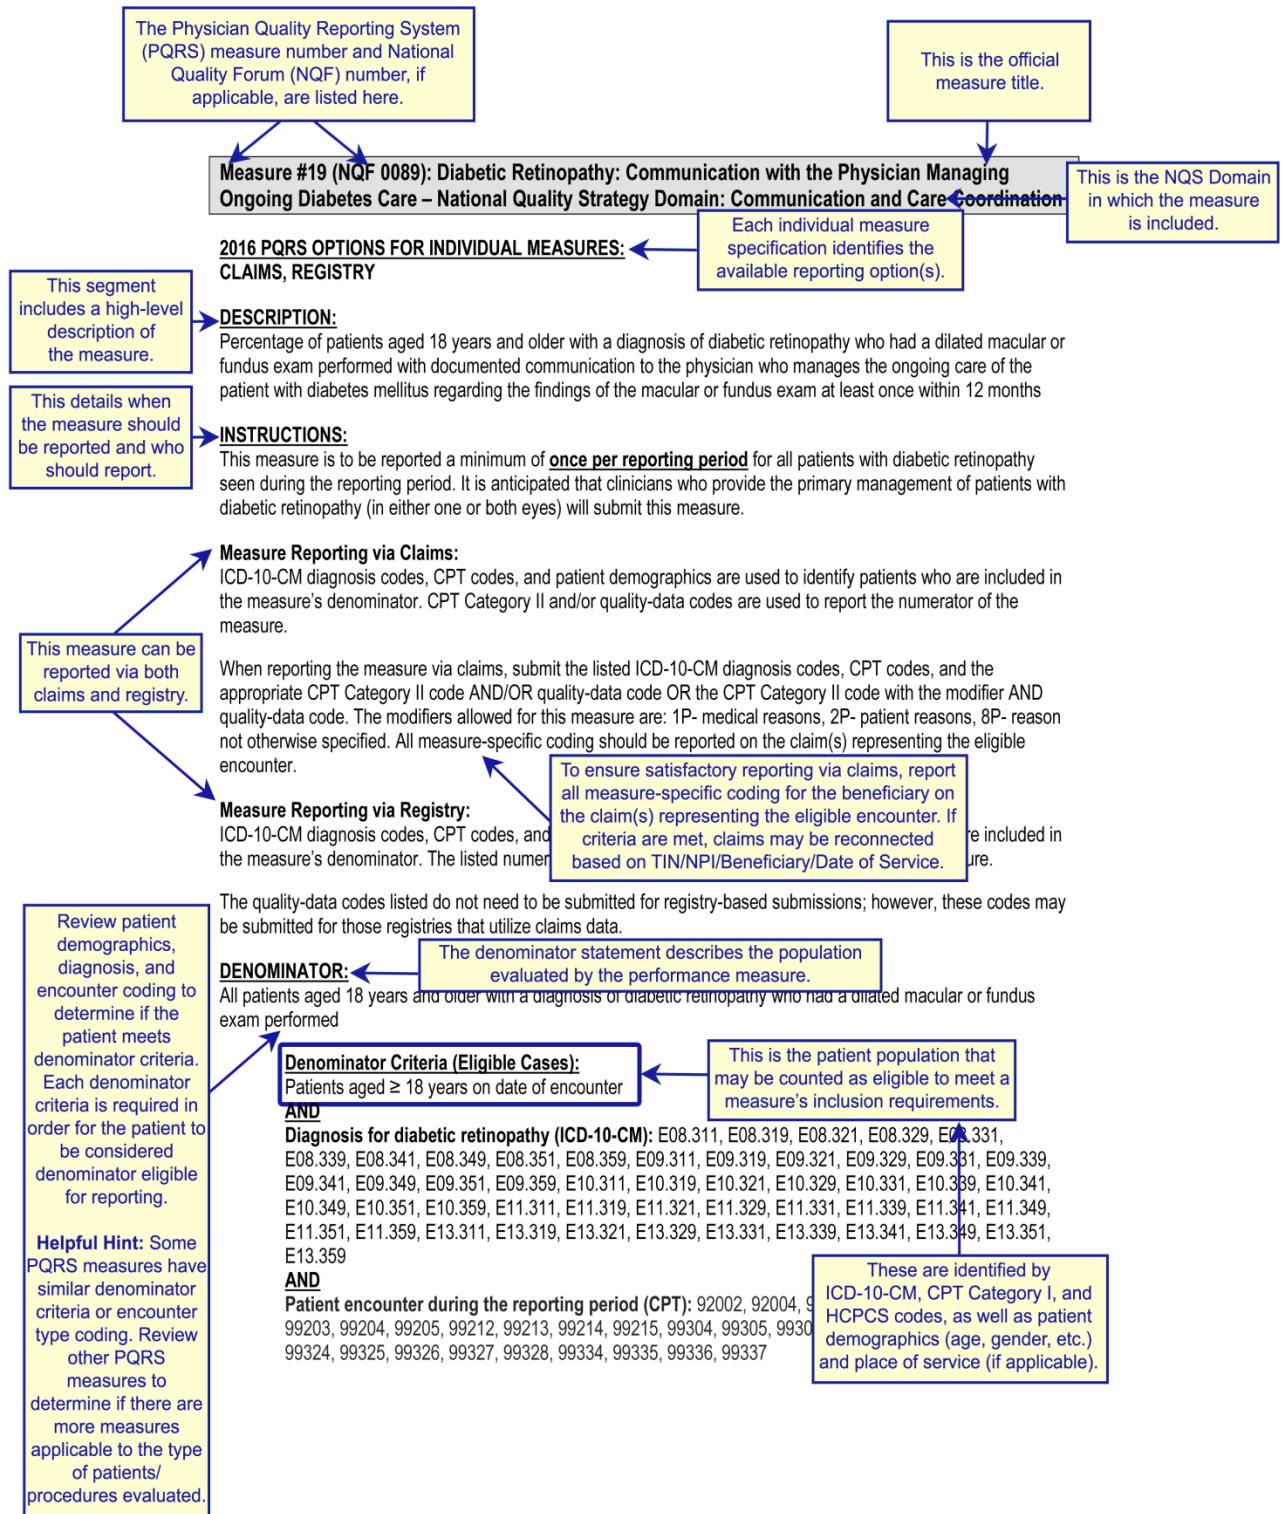 The Physician Quality Reporting System
(PQRS) measure number and National
Quality Forum (NQF) number, if
applicable, are listed here.
This is the official
measure title.
Measure #19 (NQF 0089): Diabetic Retinopathy: Communication with the Physician Managing
Ongoing Diabetes Care – National Quality Strategy Domain: Communication and Care Coordination
This is the NQS Domain
in which the measure
is included.
Each individual measure
specification identifies the
available reporting option(s).
2016 PQRS OPTIONS FOR INDIVIDUAL MEASURES:
CLAIMS, REGISTRY
This segment
includes a high-level
description of
the measure.
DESCRIPTION:
Percentage of patients aged 18 years and older with a diagnosis of diabetic retinopathy who had a dilated macular or
fundus exam performed with documented communication to the physician who manages the ongoing care of the
patient with diabetes mellitus regarding the findings of the macular or fundus exam at least once within 12 months
This details when
the measure should
be reported and who
should report.
INSTRUCTIONS:
This measure is to be reported a minimum of once per reporting period for all patients with diabetic retinopathy
seen during the reporting period. It is anticipated that clinicians who provide the primary management of patients with
diabetic retinopathy (in either one or both eyes) will submit this measure.
Measure Reporting via Claims:
ICD-10-CM diagnosis codes, CPT codes, and patient demographics are used to identify patients who are included in
the measure's denominator. CPT Category II and/or quality-data codes are used to report the numerator of the
measure.
This measure can be
reported via both
claims and registry.
When reporting the measure via claims, submit the listed ICD-10-CM diagnosis codes, CPT codes, and the
appropriate CPT Category II code AND/OR quality-data code OR the CPT Category II code with the modifier AND
quality-data code. The modifiers allowed for this measure are: 1P- medical reasons, 2P- patient reasons, 8P- reason
not otherwise specified. All measure-specific coding should be reported on the claim(s) representing the eligible
encounter.
To ensure satisfactory reporting via claims, report
all measure-specific coding for the beneficiary on
the claim(s) representing the eligible encounter. If
criteria are met, claims may be reconnected
based on TIN/NPI/Beneficiary/Date of Service.
Measure Reporting via Registry:
ICD-10-CM diagnosis codes, CPT codes, and included in
the measure's denominator. The listed
The quality-data codes listed do not need to be submitted for registry-based submissions; however, these codes may
be submitted for those registries that utilize claims data.
The denominator statement describes the population
evaluated by the performance measure.
DENOMINATOR:
All patients aged 18 years and older with a diagnosis of diabetic retinopathy who had a dilated macular or fundus
exam performed
Review patient
demographics,
diagnosis, and
encounter coding to
determine if the
patient meets
denominator criteria.
Each denominator
criteria is required in
order for the patient to
be considered
denominator eligible
for reporting.
Helpful Hint: Some
PQRS measures have
similar denominator
criteria or encounter
type coding. Review
other PQRS
measures to
determine if there are
more measures
applicable to the type
of patients/
procedures evaluated.
Denominator Criteria (Eligible Cases):
Patients aged ≥ 18 years on date of encounter
This is the patient population that
may be counted as eligible to meet a
measure's inclusion requirements.
AND
Diagnosis for diabetic retinopathy (ICD-10-CM): E08.311, E08.319, E08.321, E08.329, E08.331,
E08.339, E08.341, E08.349, E08.351, E08.359, E09.311, E09.319, E09.321, E09.329, E09.331, E09.339,
E09.341, E09.349, E09.351, E09.359, E10.311, E10.319, E10.321, E10.329, E10.331, E10.339, E10.341,
E10.349, E10.351, E10.359, E11.311, E11.319, E11.321, E11.329, E11.331, E11.339, E11.341, E11.349,
E11.351, E11.359, E13.311, E13.319, E13.321, E13.329, E13.331, E13.339, E13.341, E13.349, E13.351,
E13.359
AND
Patient encounter during the reporting period (CPT): 92002, 92004,
99203, 99204, 99205, 99212, 99213, 99214, 99215, 99304, 99305,
99324, 99325, 99326, 99327, 99328, 99334, 99335, 99336, 99337
These are identified by
ICD-10-CM, CPT Category I, and
HCPCS codes, as well as patient
demographics (age, gender, etc.)
and place of service (if applicable).